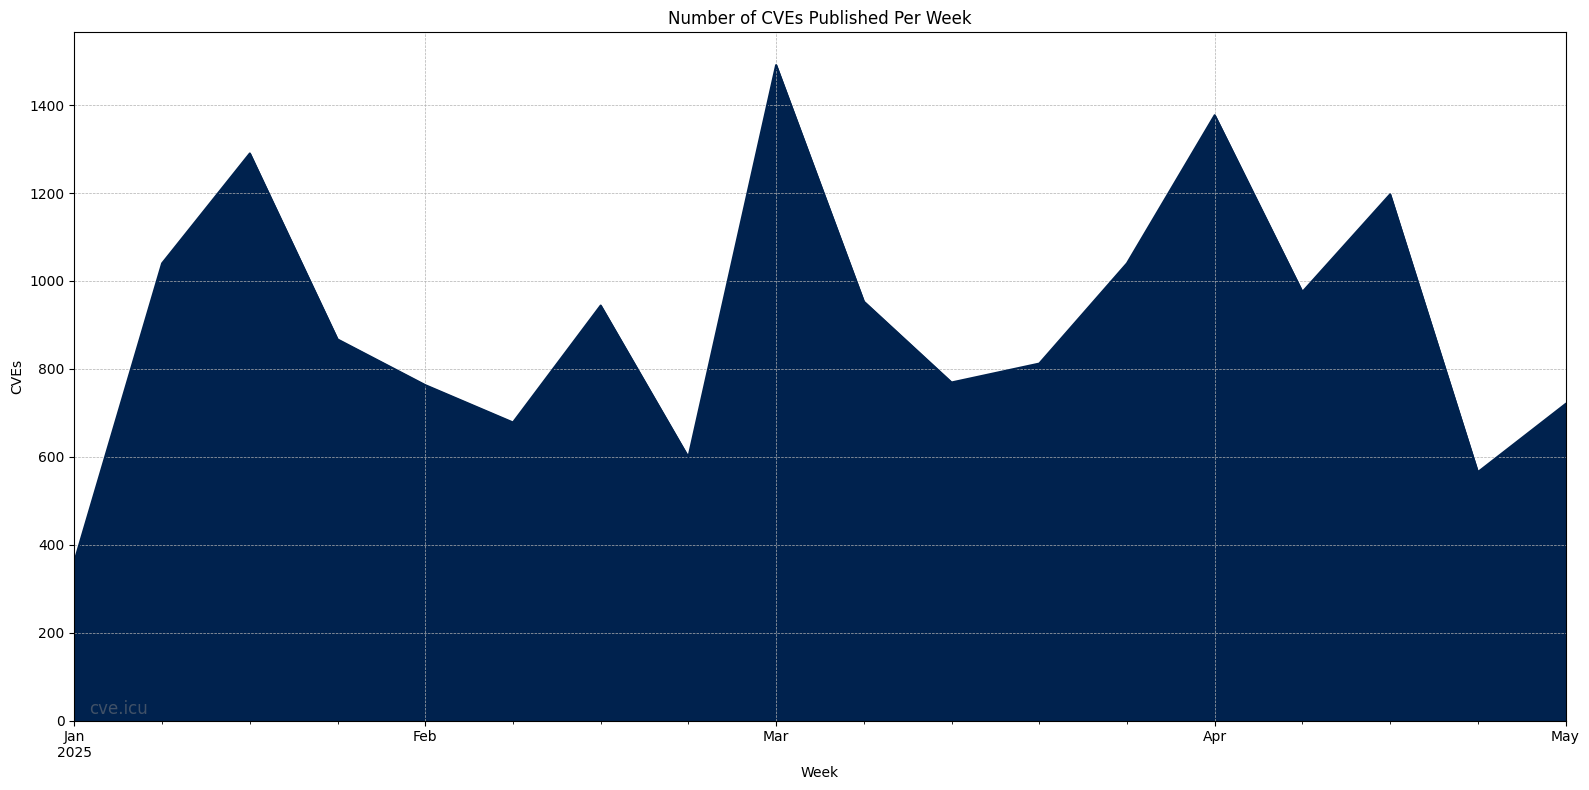 Number of CVEs Published Per Week
CVEs
1400
1200
1000
800
600
400
200
0
cve.icu
Jan Feb Mar Apr May
2025
Week